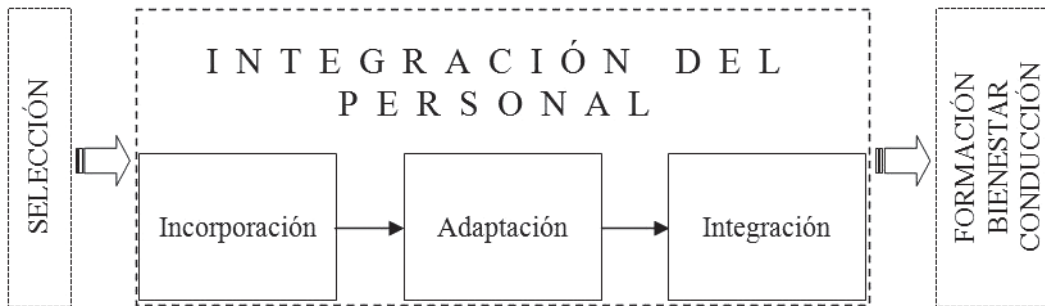 SELECCIÓN
INTEGRACIÓN DEL
PERSONAL
Incorporación
Adaptación
Integración
FORMACIÓN
BIENESTAR
CONDUCCIÓN